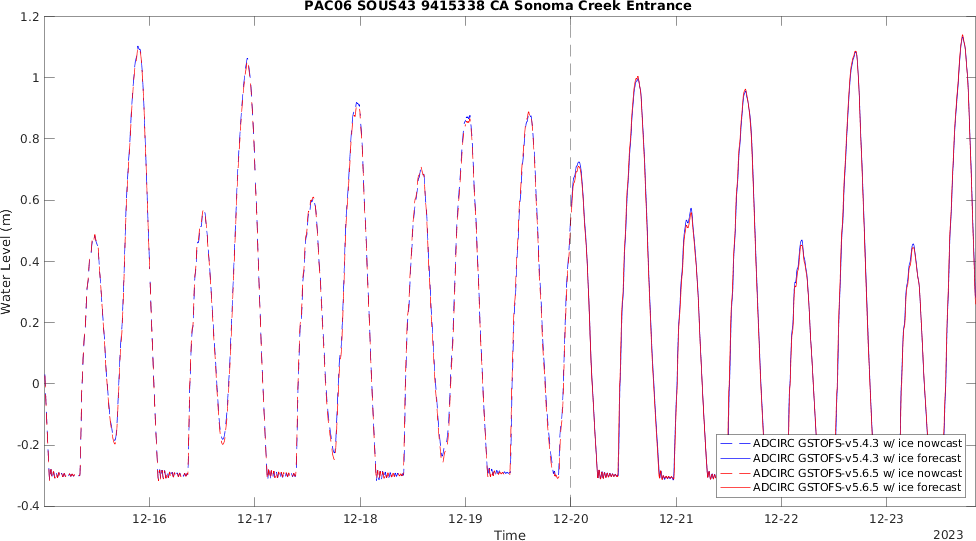 PAC06 SOUS43 9415338 CA Sonoma Creek Entrance
1.2
1
0.8
0.6
0.4
0.2
0
-0.2
-0.4
Water Level (m)
ADCIRC GSTOFS-v5.4.3 w/ ice nowcast
ADCIRC GSTOFS-v5.4.3 w/ ice forecast
ADCIRC GSTOFS-v5.6.5 w/ ice nowcast
ADCIRC GSTOFS-v5.6.5 w/ ice forecast
12-16 12-17 12-18 12-19 12-20 12-21 12-22 12-23
Time
2023